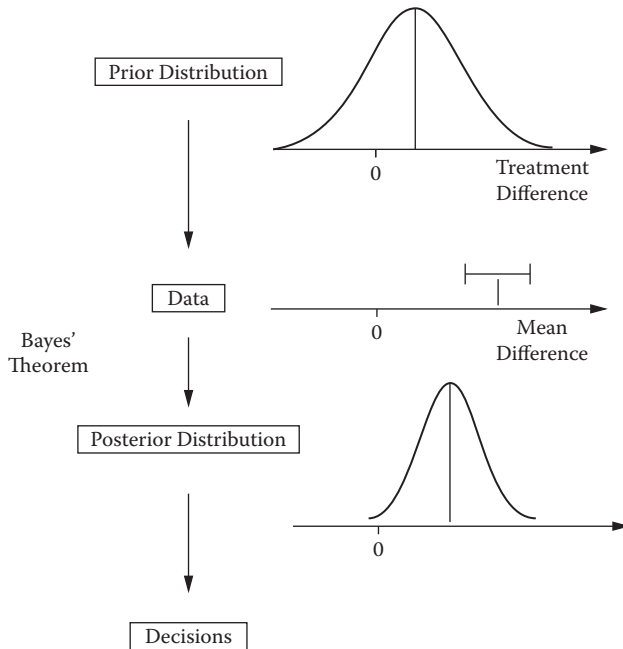 Prior Distribution
0
Treatment
Difference
Data
0
Mean
Difference
Bayes'
Theorem
Posterior Distribution
0
Decisions